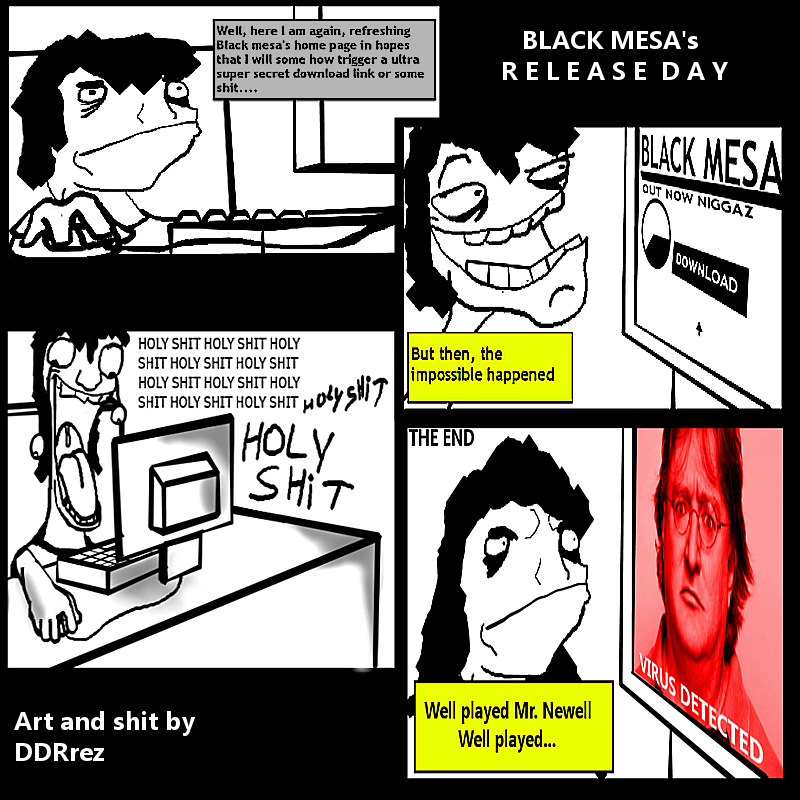 BLACK MESA's
RELEASE DAY
Well, here I am again, refreshing
Black mesa's home page in hopes
that I will some how trigger a ultra
super secret download link or some
shit....
BLACK MESA
OUT NOW NIGGAZ
DOWNLOAD
But then, the
impossible happened
HOLY SHIT HOLY SHIT HOLY
SHIT HOLY SHIT HOLY SHIT
HOLY SHIT HOLY SHIT HOLY
SHIT HOLY SHIT HOLY SHIT HOLY SHiT
HOLY
SHiT
THE END
VIRUS DETECTED
Well played Mr. Newell
Well played...
Art and shit by
DDRrez